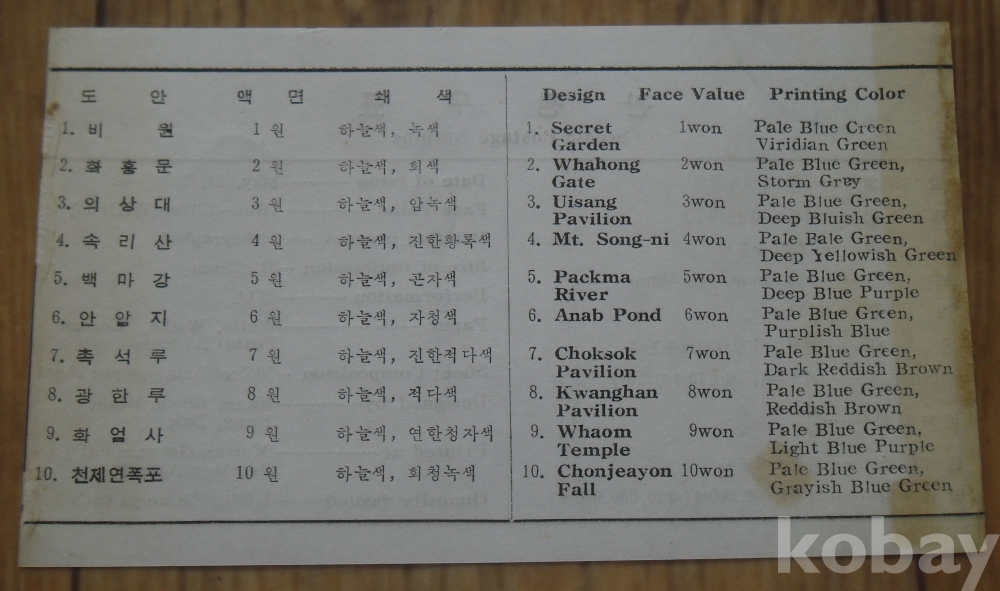 도 안 액 면 쇄 색
1. 비 원 1 원 하늘색, 녹색
2. 화 홍 문 2 원 하늘색, 회색
3. 의 상 대 3 원 하늘색, 암녹색
4. 속 리 산 4 원 하늘색, 진한황록색
5. 백 마 강 5 원 하늘색, 곤자색
6. 안 압 지 6 원 하늘색, 자청색
7. 촉 석 루 7 원 하늘색, 진한적다색
8. 광 한 루 8 원 하늘색, 적다색
9. 화 엄 사 9 원 하늘색, 연한청자색
10. 천제연폭포 10 원 하늘색, 회청녹색
Design Face Value Printing Color
1. Secret 1won Pale Blue Creen
Garden Viridian Green
2. Whahong 2won Pale Blue Green,
Gate Storm Grey
3. Uisang 3won Pale Blue Green,
Pavilion Deep Bluish Green
4. Mt. Song-ni 4won Pale Bale Green,
Deep Yellowish Green
5. Packma 5won Pale Blue Green,
River Deep Blue Purple
6. Anab Pond 6won Pale Blue Green,
Purplish Blue
7. Choksok 7won Pale Blue Green,
Pavilion Dark Reddish Brown
8. Kwanghan 8won Pale Blue Green,
Pavilion Reddish Brown
9. Whaom 9won Pale Blue Green,
Temple Light Blue Purple
10. Chonjeayon 10won Pale Blue Green,
Fall Grayish Blue Green
kobay